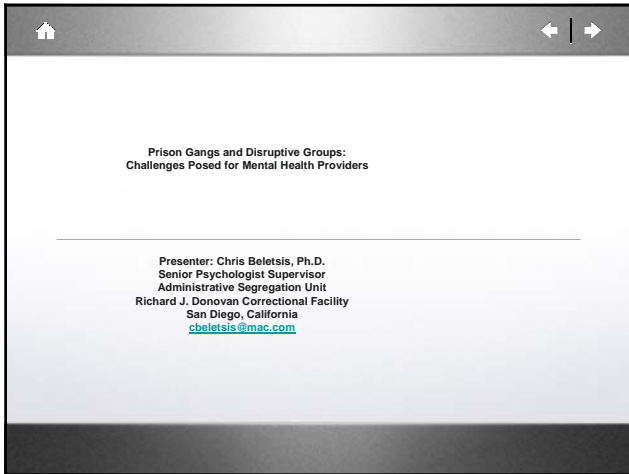 Prison Gangs and Disruptive Groups:
Challenges Posed for Mental Health Providers
Presenter: Chris Beletsis, Ph.D.
Senior Psychologist Supervisor
Administrative Segregation Unit
Richard J. Donovan Correctional Facility
San Diego, California
cbeletsis@mac.com